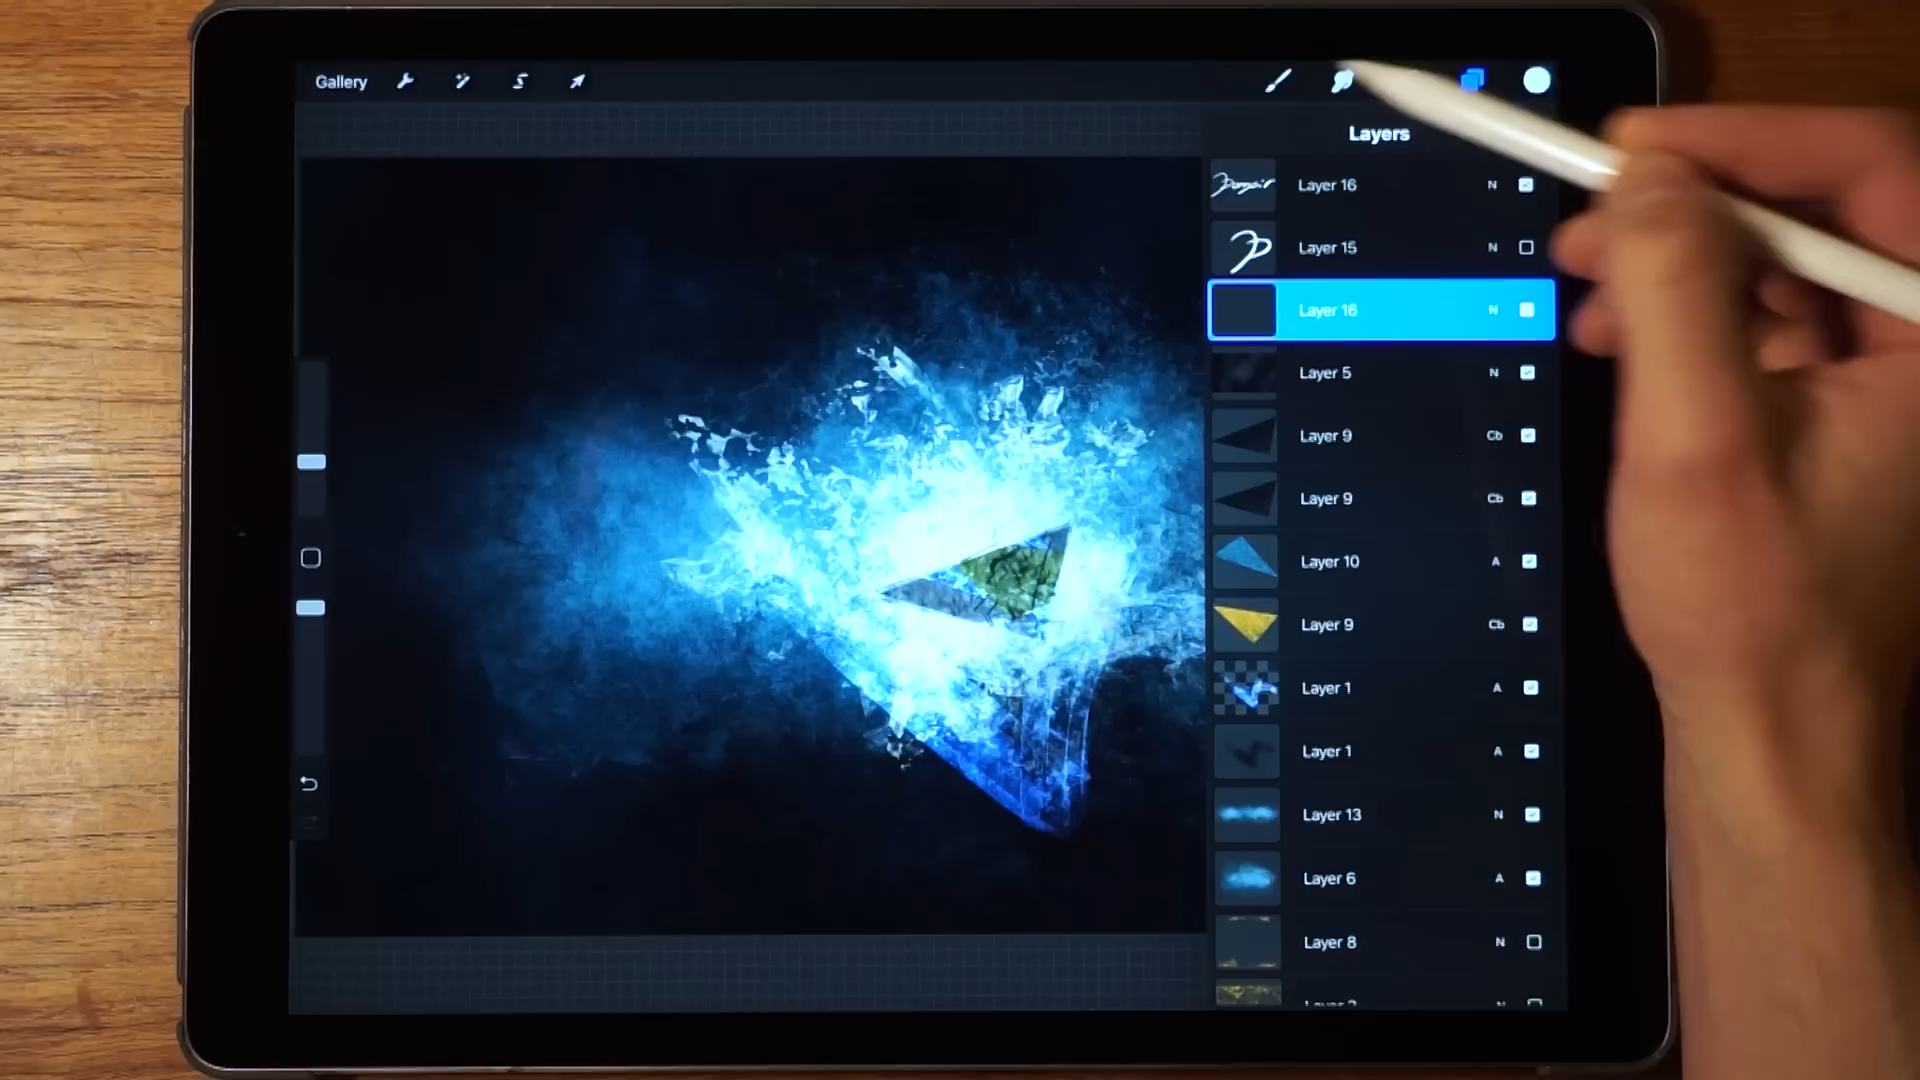 Gallery
Layers
Layer 16 N
Layer 15 N
Layer 16 N
Layer 5 N
Layer 9 Cb
Layer 9 Cb
Layer 10 A
Layer 9 Cb
Layer 1 A
Layer 1 A
Layer 13 N
Layer 6 A
Layer 8 N